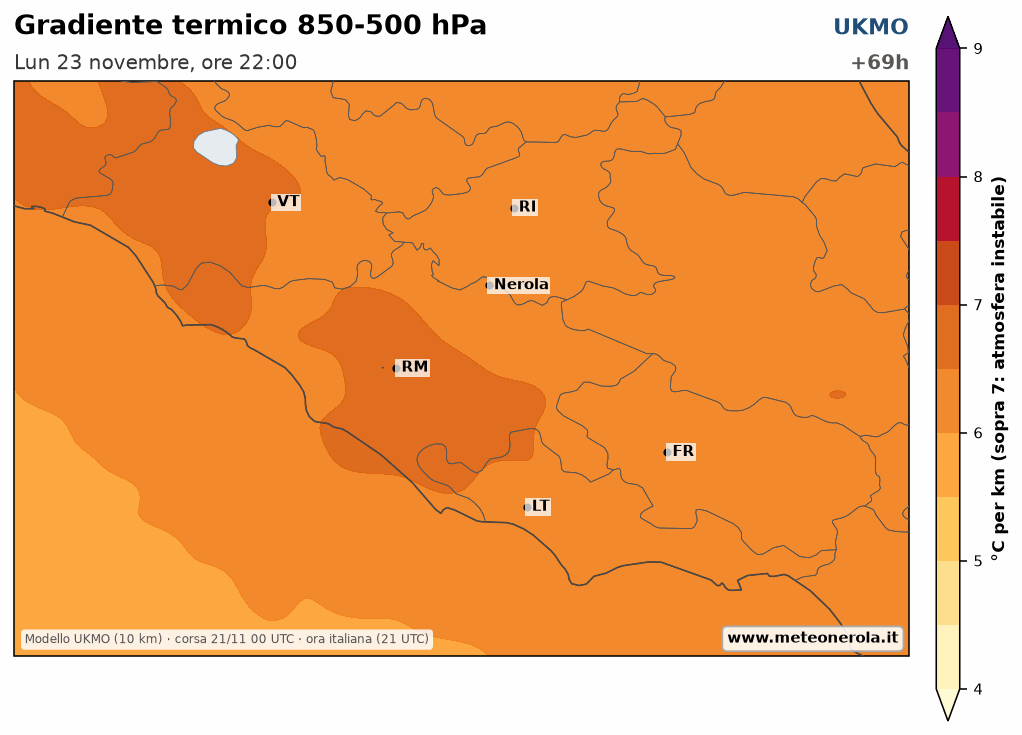 Gradiente termico 850-500 hPa
UKMO
Lun 23 novembre, ore 22:00
+69h
VT
RI
Nerola
RM
FR
LT
Modello UKMO (10 km) · corsa 21/11 00 UTC · ora italiana (21 UTC)
www.meteonerola.it
9
8
7
6
5
4
°C per km (sopra 7: atmosfera instabile)